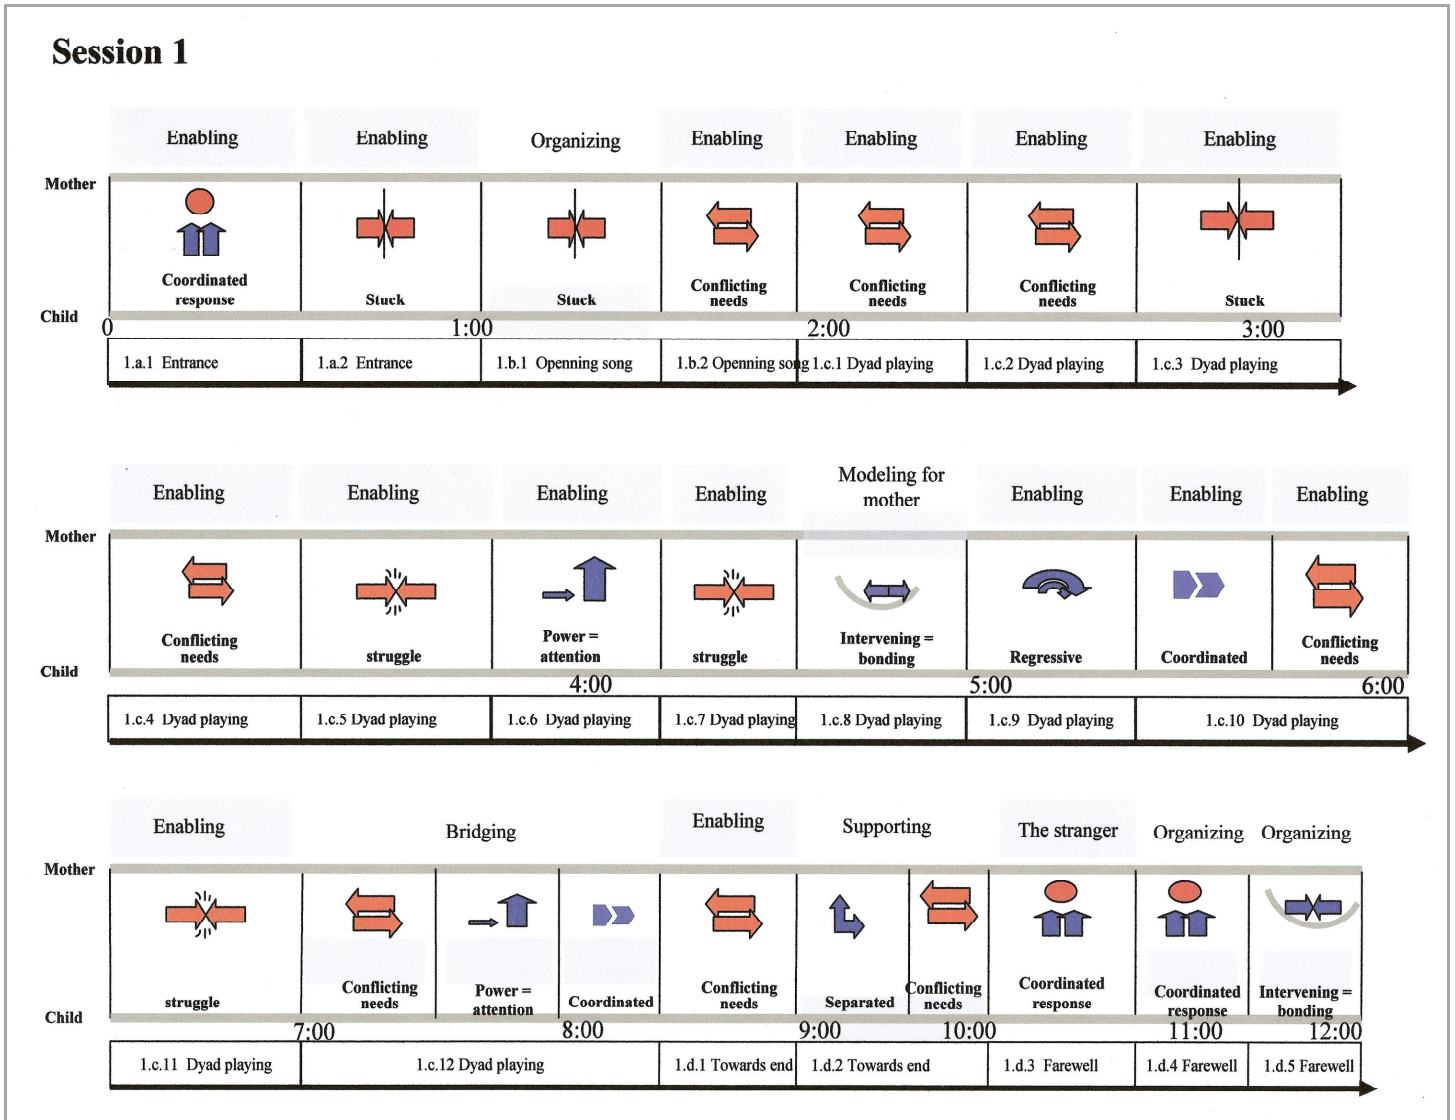 Session 1
Enabling Enabling Organizing Enabling Enabling Enabling Enabling
Mother
Coordinated
response
Stuck
Stuck
Conflicting
needs
Conflicting
needs
Conflicting
needs
Stuck
Child
0 1:00 2:00 3:00
1.a.1 Entrance 1.a.2 Entrance 1.b.1 Openning song 1.b.2 Openning song 1.c.1 Dyad playing 1.c.2 Dyad playing 1.c.3 Dyad playing
Enabling Enabling Enabling Enabling
Modeling for
mother
Enabling Enabling Enabling
Mother
Conflicting
needs
struggle
Power =
attention
struggle
Intervening =
bonding
Regressive
Coordinated
Conflicting
needs
Child
4:00 5:00 6:00
1.c.4 Dyad playing 1.c.5 Dyad playing 1.c.6 Dyad playing 1.c.7 Dyad playing 1.c.8 Dyad playing 1.c.9 Dyad playing 1.c.10 Dyad playing
Enabling Bridging Enabling Supporting The stranger Organizing Organizing
Mother
struggle
Conflicting
needs
Power =
attention
Coordinated
Conflicting
needs
Separated
Conflicting
needs
Coordinated
response
Coordinated
response
Intervening =
bonding
Child
7:00 8:00 9:00 10:00 11:00 12:00
1.c.11 Dyad playing 1.c.12 Dyad playing 1.d.1 Towards end 1.d.2 Towards end 1.d.3 Farewell 1.d.4 Farewell 1.d.5 Farewell